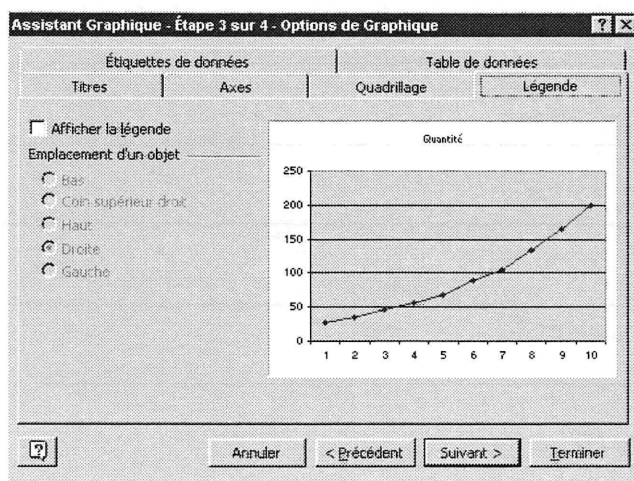 Assistant Graphique - Étape 3 sur 4 - Options de Graphique
Étiquettes de données
Table de données
Titres
Axes
Quadrillage
Légende
Afficher la légende
Emplacement d'un objet
Bas
Coin supérieur droit
Haut
Droite
Gauche
Quantité
250
200
150
100
50
0
1 2 3 4 5 6 7 8 9 10
Annuler
< Précédent
Suivant >
Terminer